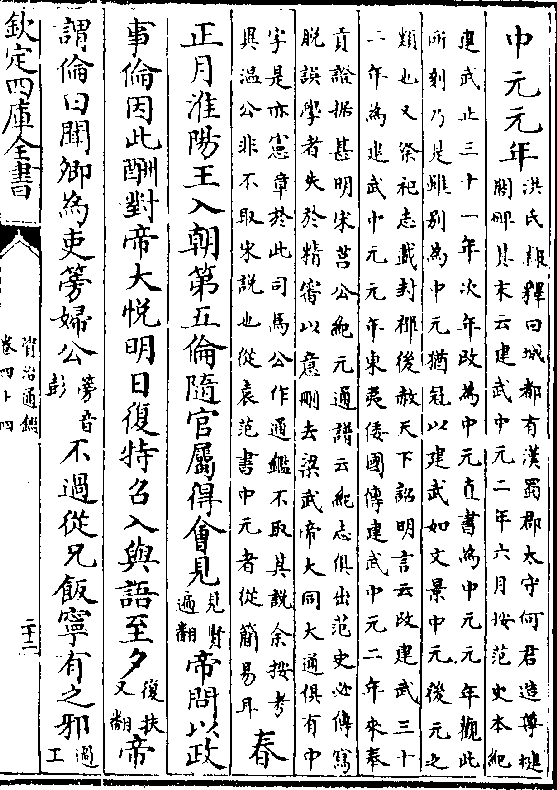 中元元年洪氏隸釋曰城都有漢蜀郡太守何君造尊楗
閣碑其末云建武中元二年六月按范史本紀
建武止三十一年次年改為中元直書為中元元年觀此
所刻乃是雖别為中元猶冠以建武如文景中元後元之
類也又祭祀志載封禪後赦天下詔明言云改建武三十
二年為建武中元元年東夷倭國傳建武中元二年來奉
貢證據甚明宋莒公紀元通譜云紀志俱出范史必傳寫
脱誤學者失於精審以意刪去梁武帝大同大通俱有中
字是亦憲章於此司馬公作通鑑不取其說余按考
異温公非不取宋說也從袁范書中元者從簡易耳春
正月淮陽王入朝第五倫隨官屬得會見見賢遍翻帝問以政
事倫因此酬對帝大悦明日復特召入與語至夕復扶又翻帝
謂倫曰聞卿為吏篣婦公篣音彭不過從兄飯寧有之邪過工
欽定四庫全書
資治通鑑
卷四十四
二十二